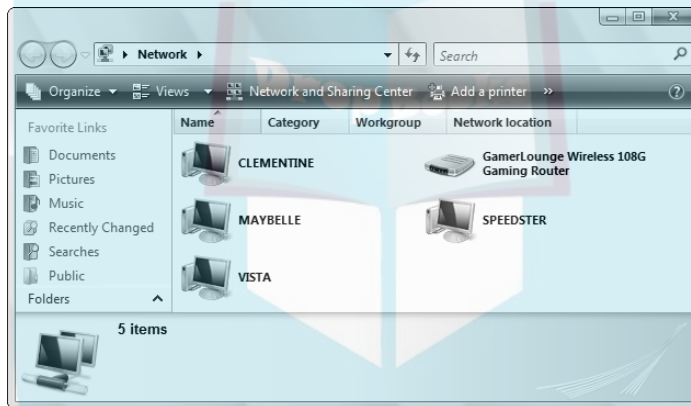 Network
Search
Organize Views Network and Sharing Center Add a printer »
Favorite Links
Name Category Workgroup Network location
Documents
Pictures
Music
Recently Changed
Searches
Public
Folders
CLEMENTINE
GamerLounge Wireless 108G
Gaming Router
MAYBELLE
SPEEDSTER
VISTA
5 items